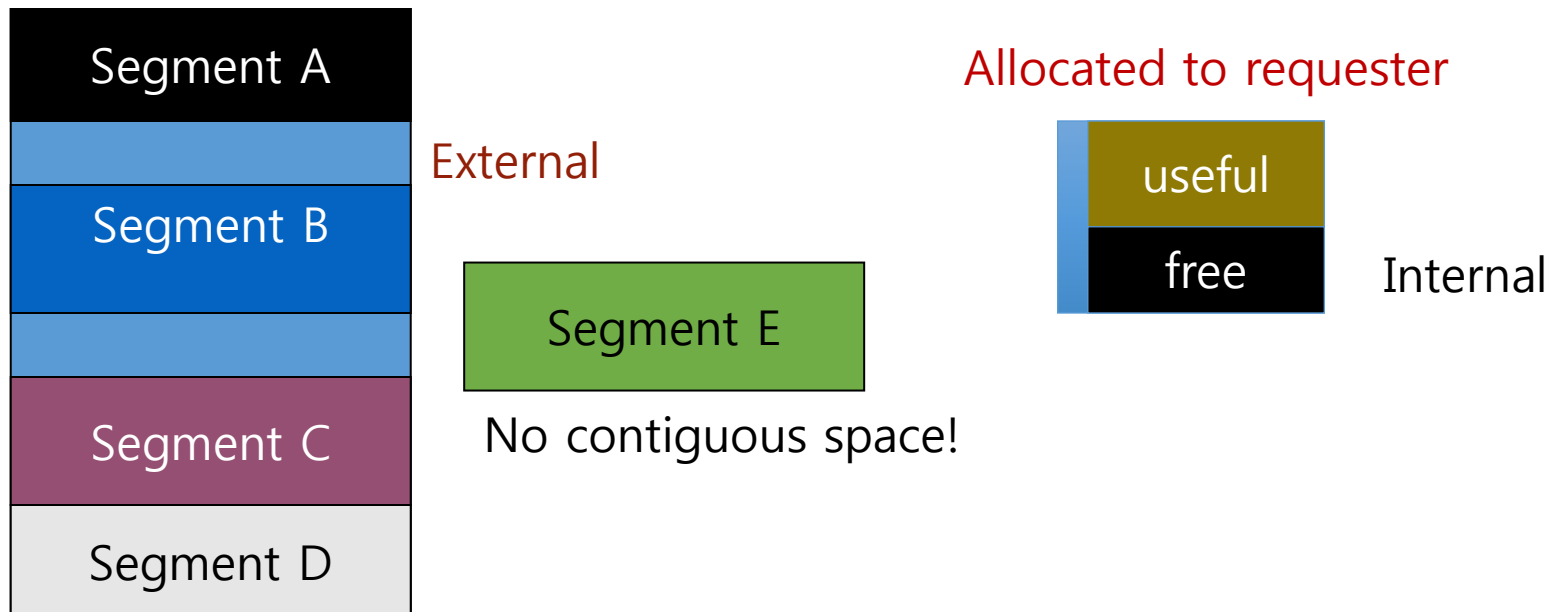 Segment A
External
Segment B
Segment C
Segment D
Segment E
No contiguous space!
Allocated to requester
useful
free
Internal